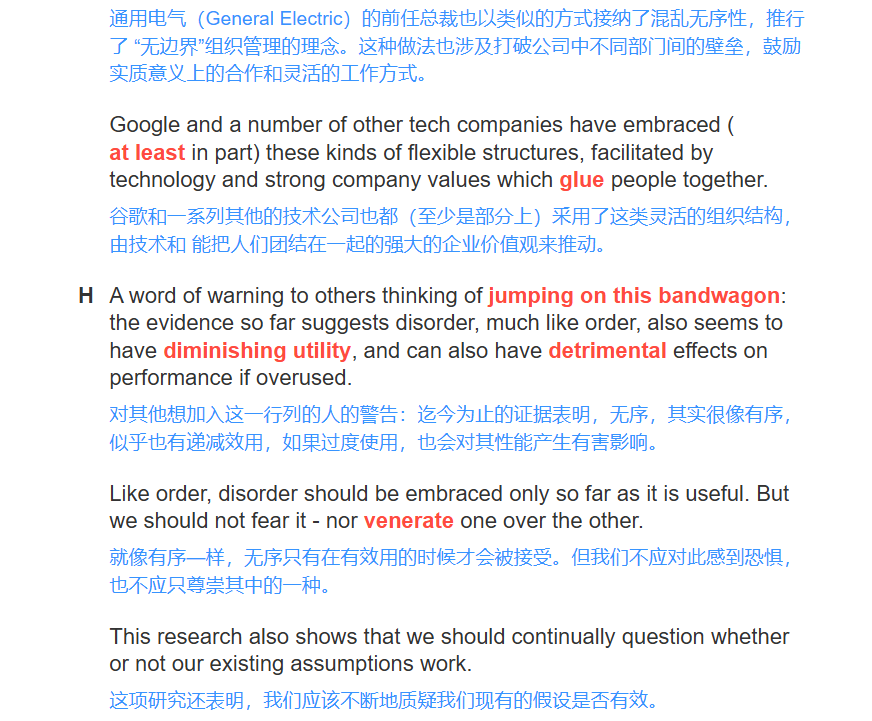 通用电气（General Electric）的前任总裁也以类似的方式接纳了混乱无序性，推行
了 “无边界”组织管理的理念。这种做法也涉及打破公司中不同部门间的壁垒，鼓励
实质意义上的合作和灵活的工作方式。
Google and a number of other tech companies have embraced (
at least in part) these kinds of flexible structures, facilitated by
technology and strong company values which glue people together.
谷歌和一系列其他的技术公司也都（至少是部分上）采用了这类灵活的组织结构，
由技术和 能把人们团结在一起的强大的企业价值观来推动。
H A word of warning to others thinking of jumping on this bandwagon:
the evidence so far suggests disorder, much like order, also seems to
have diminishing utility, and can also have detrimental effects on
performance if overused.
对其他想加入这一行列的人的警告：迄今为止的证据表明，无序，其实很像有序，
似乎也有递减效用，如果过度使用，也会对其性能产生有害影响。
Like order, disorder should be embraced only so far as it is useful. But
we should not fear it - nor venerate one over the other.
就像有序—样，无序只有在有效用的时候才会被接受。但我们不应对此感到恐惧，
也不应只尊崇其中的一种。
This research also shows that we should continually question whether
or not our existing assumptions work.
这项研究还表明，我们应该不断地质疑我们现有的假设是否有效。